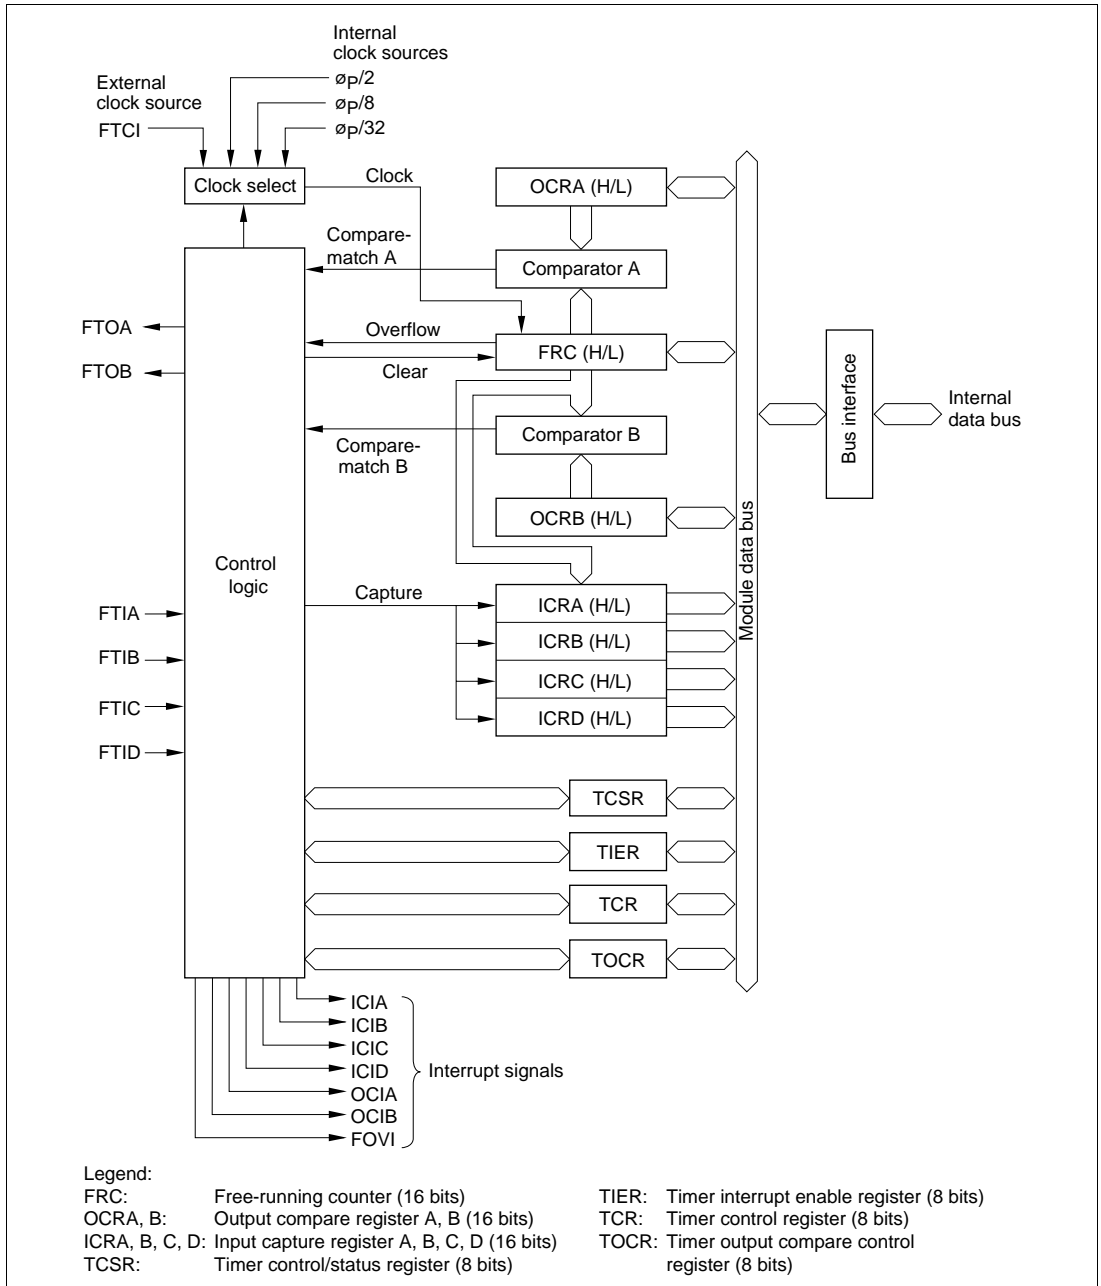 Internal
clock sources
øP/2
øP/8
øP/32
External
clock source
FTCI
Clock select
Clock
OCRA (H/L)
Compare-
match A
Comparator A
FTOA
FTOB
Overflow
FRC (H/L)
Clear
Comparator B
Compare-
match B
OCRB (H/L)
Bus interface
Internal
data bus
Module data bus
Control
logic
Capture
FTIA
FTIB
FTIC
FTID
ICRA (H/L)
ICRB (H/L)
ICRC (H/L)
ICRD (H/L)
TCSR
TIER
TCR
TOCR
ICIA
ICIB
ICIC
ICID
OCIA
OCIB
FOVI
Interrupt signals
Legend:
FRC: Free-running counter (16 bits)
OCRA, B: Output compare register A, B (16 bits)
ICRA, B, C, D: Input capture register A, B, C, D (16 bits)
TCSR: Timer control/status register (8 bits)
TIER: Timer interrupt enable register (8 bits)
TCR: Timer control register (8 bits)
TOCR: Timer output compare control
register (8 bits)